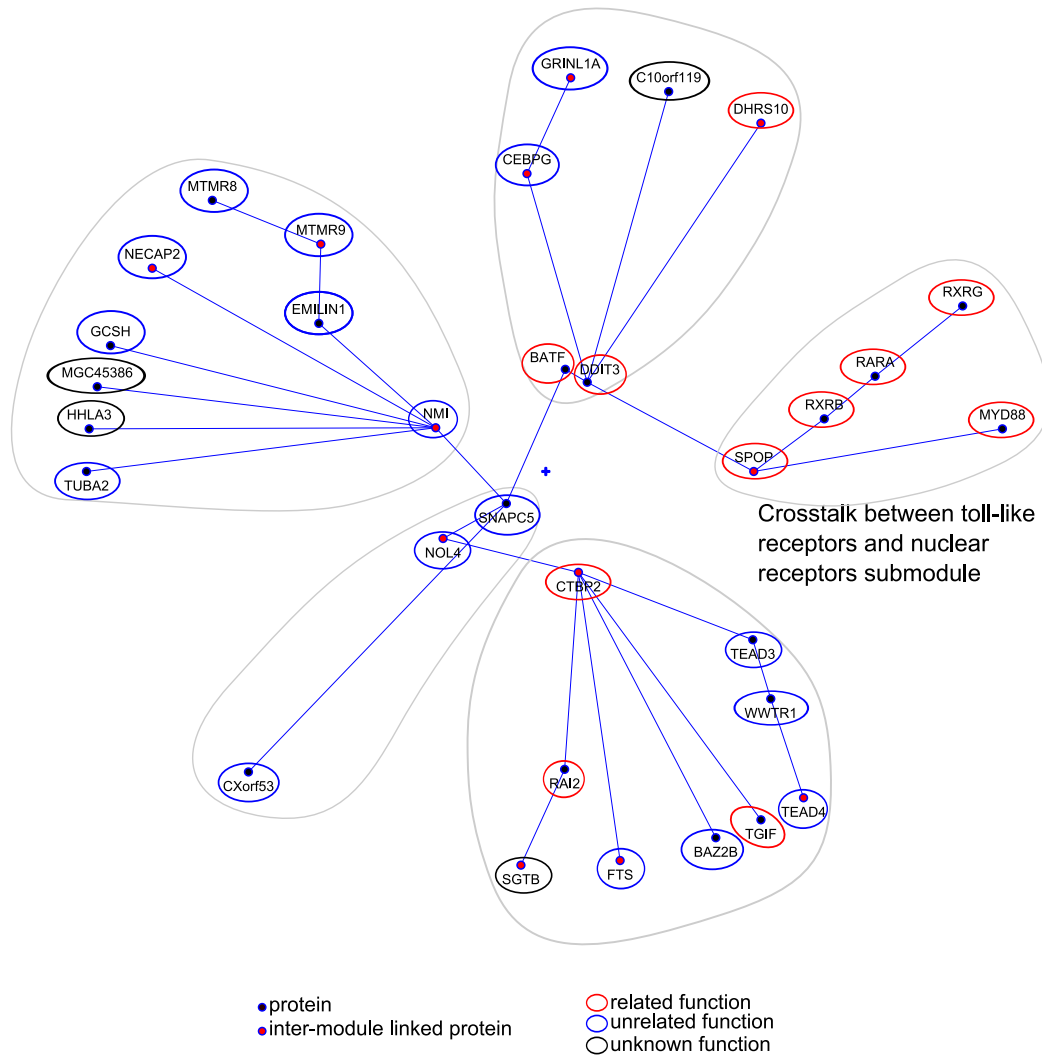 GRINL1A
C10orf119
DHRS10
CEBPG
MTMR8
MTMR9
NECAP2
EMILIN1
GCSH
MGC45386
HHLA3
NMI
TUBA2
BATF
DDIT3
RXRG
RARA
RXRB
MYD88
SPOP
Crosstalk between toll-like
receptors and nuclear
receptors submodule
SNAPC5
NOL4
CTBP2
TEAD3
WWTR1
CXorf53
RAI2
TEAD4
TGIF
BAZ2B
SGTB
FTS
protein
inter-module linked protein
related function
unrelated function
unknown function